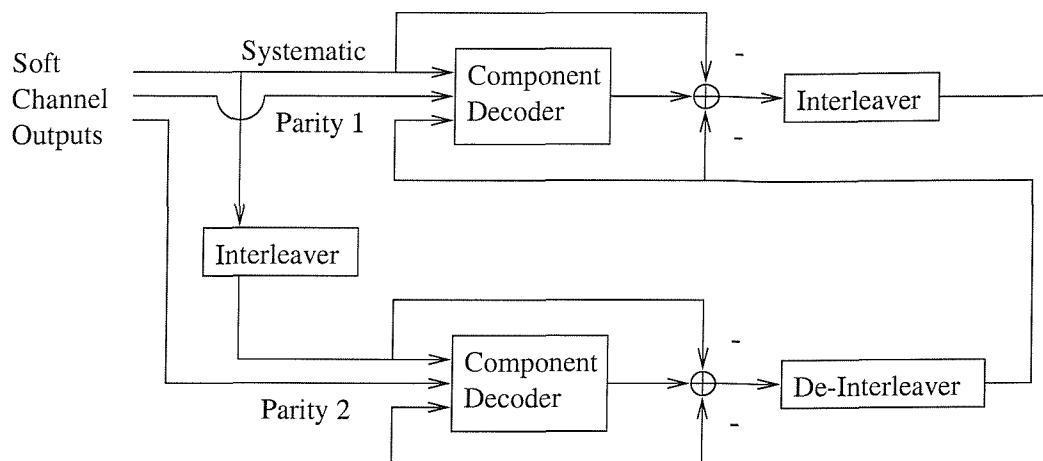 Soft
Channel
Outputs
Systematic
Parity 1
Component
Decoder
-
-
Interleaver
Interleaver
Parity 2
Component
Decoder
-
-
De-Interleaver